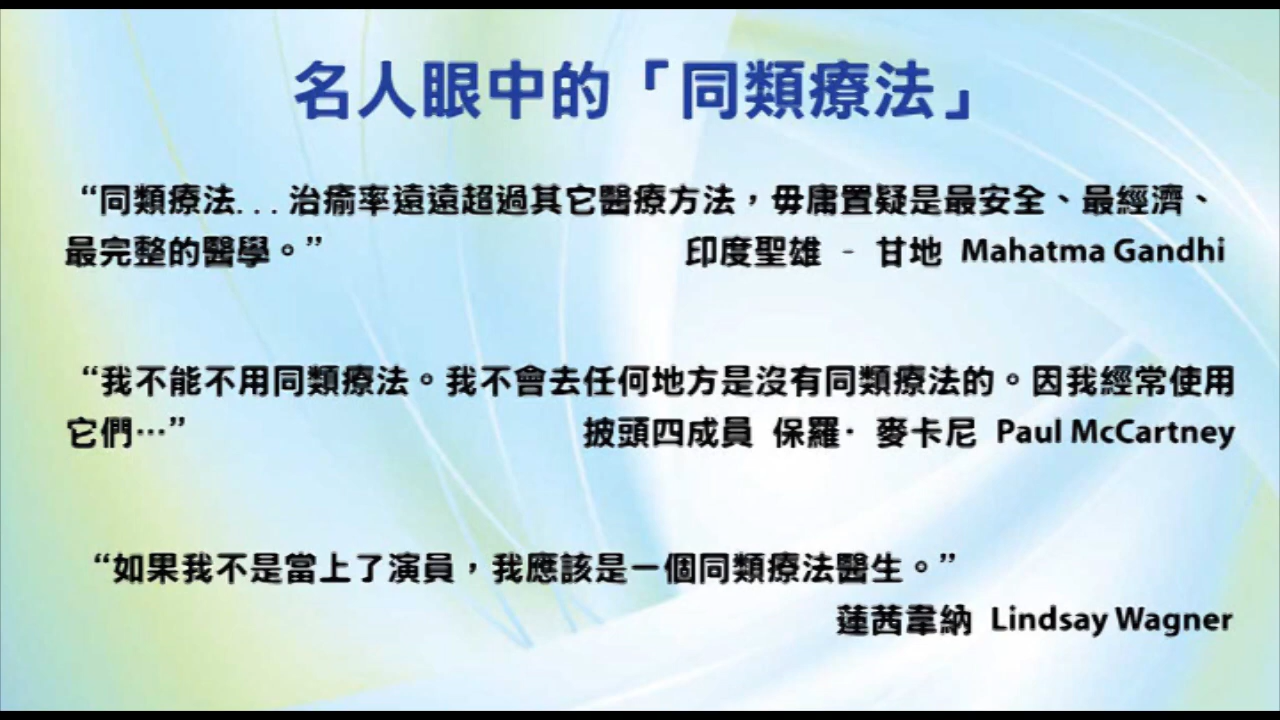 名人眼中的「同類療法」
“同類療法...治癒率遠遠超過其它醫療方法，毋庸置疑是最安全、最經濟、
最完整的醫學。” 印度聖雄 - 甘地 Mahatma Gandhi
“我不能不用同類療法。我不會去任何地方是沒有同類療法的。因我經常使用
它們…” 披頭四成員 保羅· 麥卡尼 Paul McCartney
“如果我不是當上了演員，我應該是一個同類療法醫生。”
蓮茜韋納 Lindsay Wagner